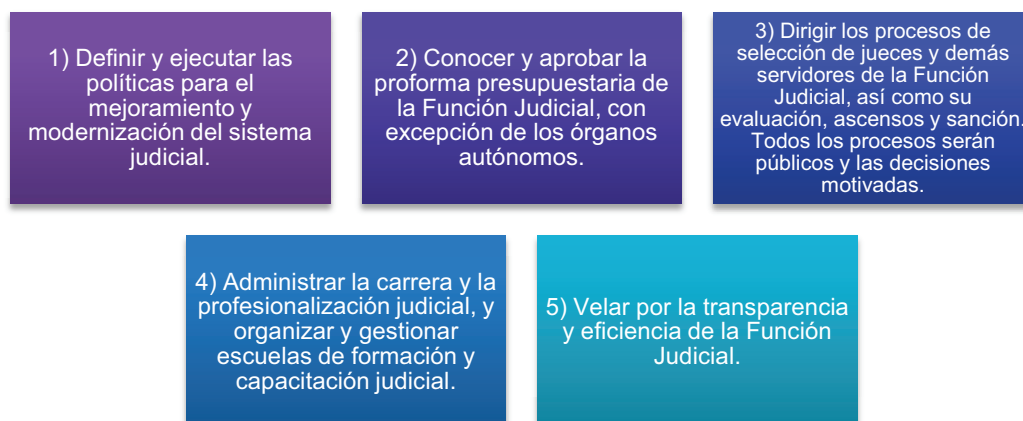 1) Definir y ejecutar las
políticas para el
mejoramiento y
modernización del sistema
judicial.
2) Conocer y aprobar la
proforma presupuestaria de
la Función Judicial, con
excepción de los órganos
autónomos.
3) Dirigir los procesos de
selección de jueces y demás
servidores de la Función
Judicial, así como su
evaluación, ascensos y sanción.
Todos los procesos serán
públicos y las decisiones
motivadas.
4) Administrar la carrera y la
profesionalización judicial, y
organizar y gestionar
escuelas de formación y
capacitación judicial.
5) Velar por la transparencia
y eficiencia de la Función
Judicial.